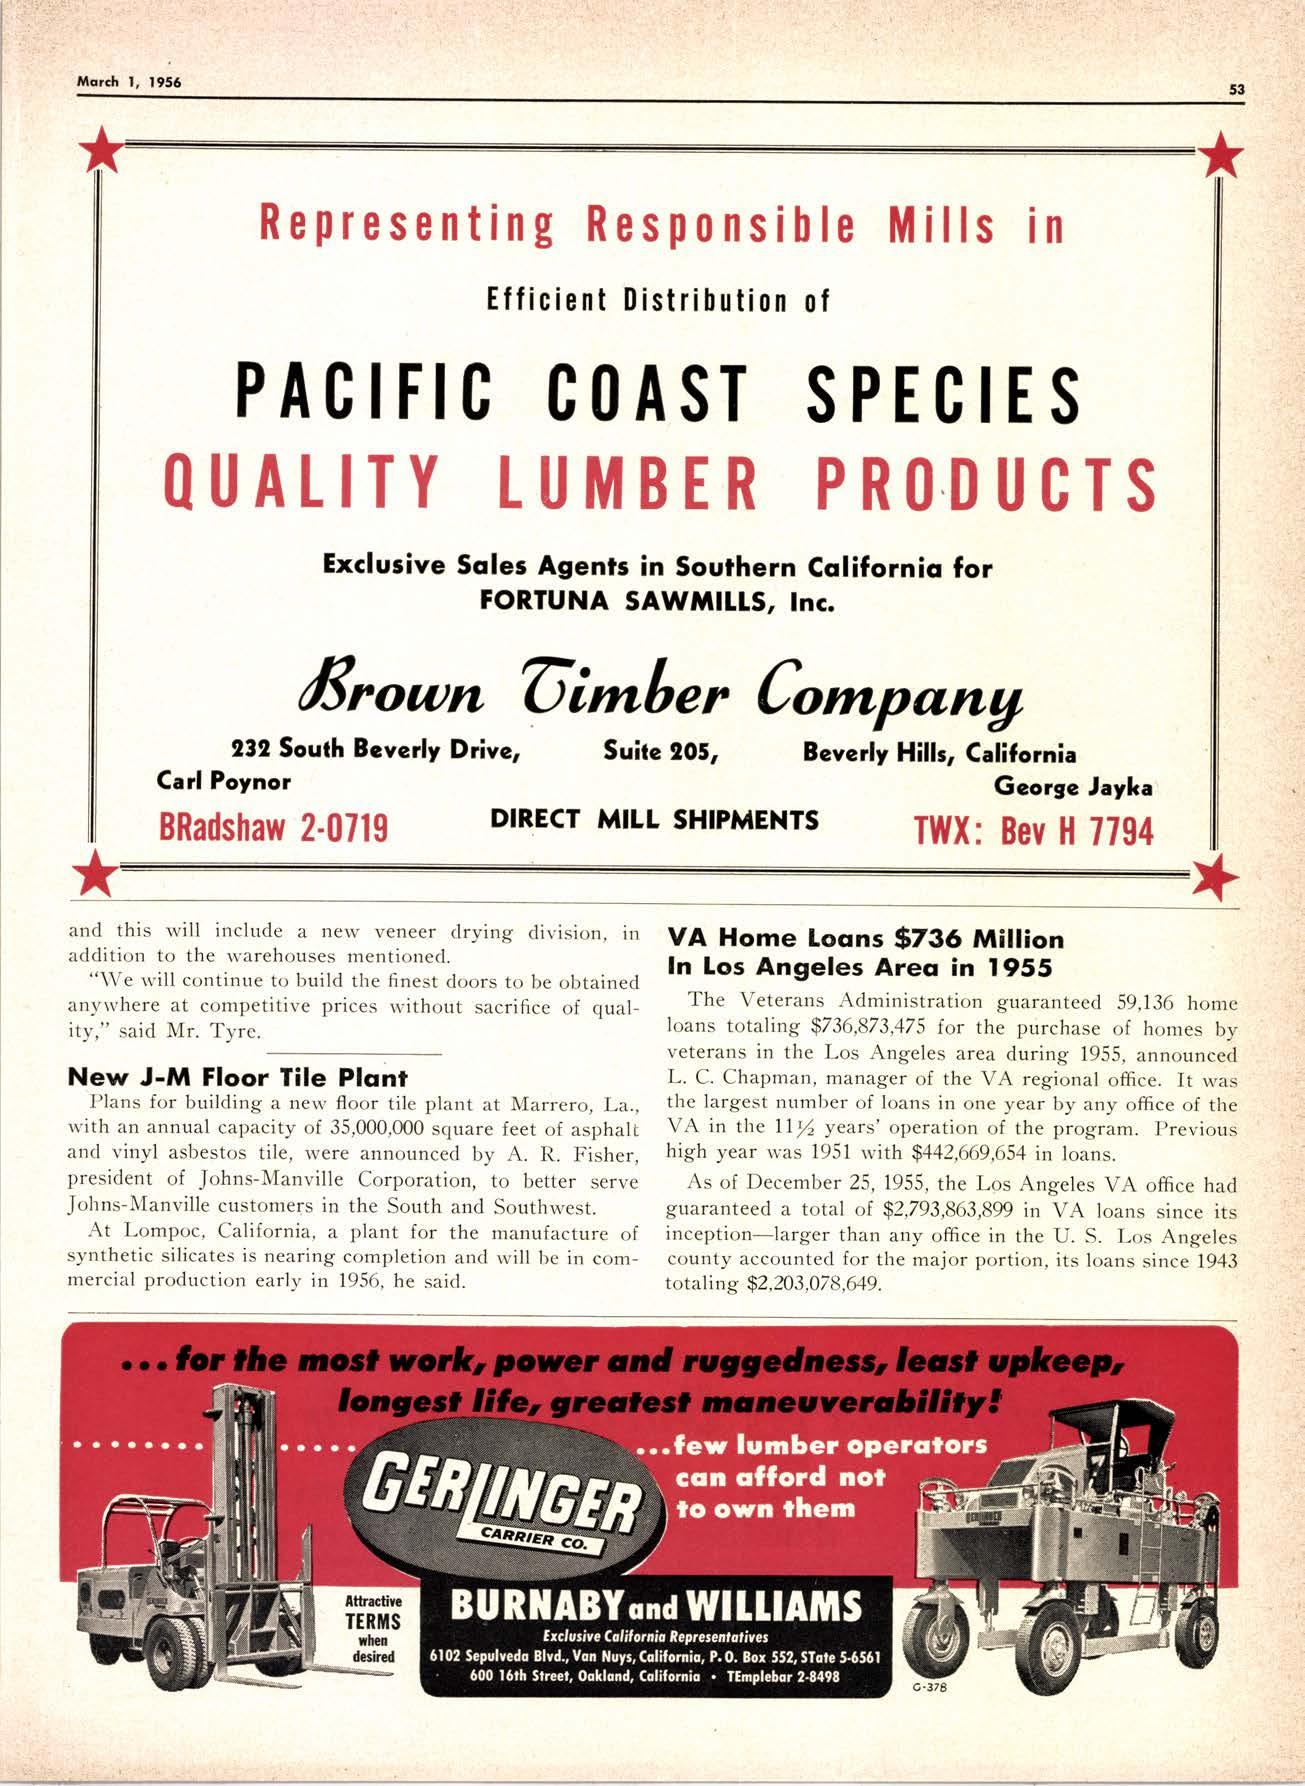 March 1, 1956
53
Representing Responsible Mills in
Efficient Distribution of
PACIFIC COAST SPECIES
QUALITY LUMBER PRODUCTS
Exclusive Sales Agents in Southern California for
FORTUNA SAWMILLS, Inc.
Brown Timber Company
232 South Beverly Drive, Suite 205, Beverly Hills, California
Carl Poynor George Jayka
BRadshaw 2-0719 DIRECT MILL SHIPMENTS TWX: Bev H 7794
and this will include a new veneer drying division, in
addition to the warehouses mentioned.
"We will continue to build the finest doors to be obtained
anywhere at competitive prices without sacrifice of qual-
ity," said Mr. Tyre.
New J-M Floor Tile Plant
Plans for building a new floor tile plant at Marrero, La.,
with an annual capacity of 35,000,000 square feet of asphalt
and vinyl asbestos tile, were announced by A. R. Fisher,
president of Johns-Manville Corporation, to better serve
Johns-Manville customers in the South and Southwest.
At Lompoc, California, a plant for the manufacture of
synthetic silicates is nearing completion and will be in com-
mercial production early in 1956, he said.
VA Home Loans $736 Million
In Los Angeles Area in 1955
The Veterans Administration guaranteed 59,136 home
loans totaling $736,873,475 for the purchase of homes by
veterans in the Los Angeles area during 1955, announced
L. C. Chapman, manager of the VA regional office. It was
the largest number of loans in one year by any office of the
VA in the 11½ years' operation of the program. Previous
high year was 1951 with $442,669,654 in loans.
As of December 25, 1955, the Los Angeles VA office had
guaranteed a total of $2,793,863,899 in VA loans since its
inception—larger than any office in the U. S. Los Angeles
county accounted for the major portion, its loans since 1943
totaling $2,203,078,649.
...for the most work, power and ruggedness, least upkeep,
longest life, greatest maneuverability!
...few lumber operators
can afford not
to own them
GERLINGER
CARRIER CO.
GERLINGER
Attractive
TERMS
when
desired
BURNABY and WILLIAMS
Exclusive California Representatives
6102 Sepulveda Blvd., Van Nuys, California, P. O. Box 552, STate 5-6561
600 16th Street, Oakland, California • TEmplebar 2-8498
G-378